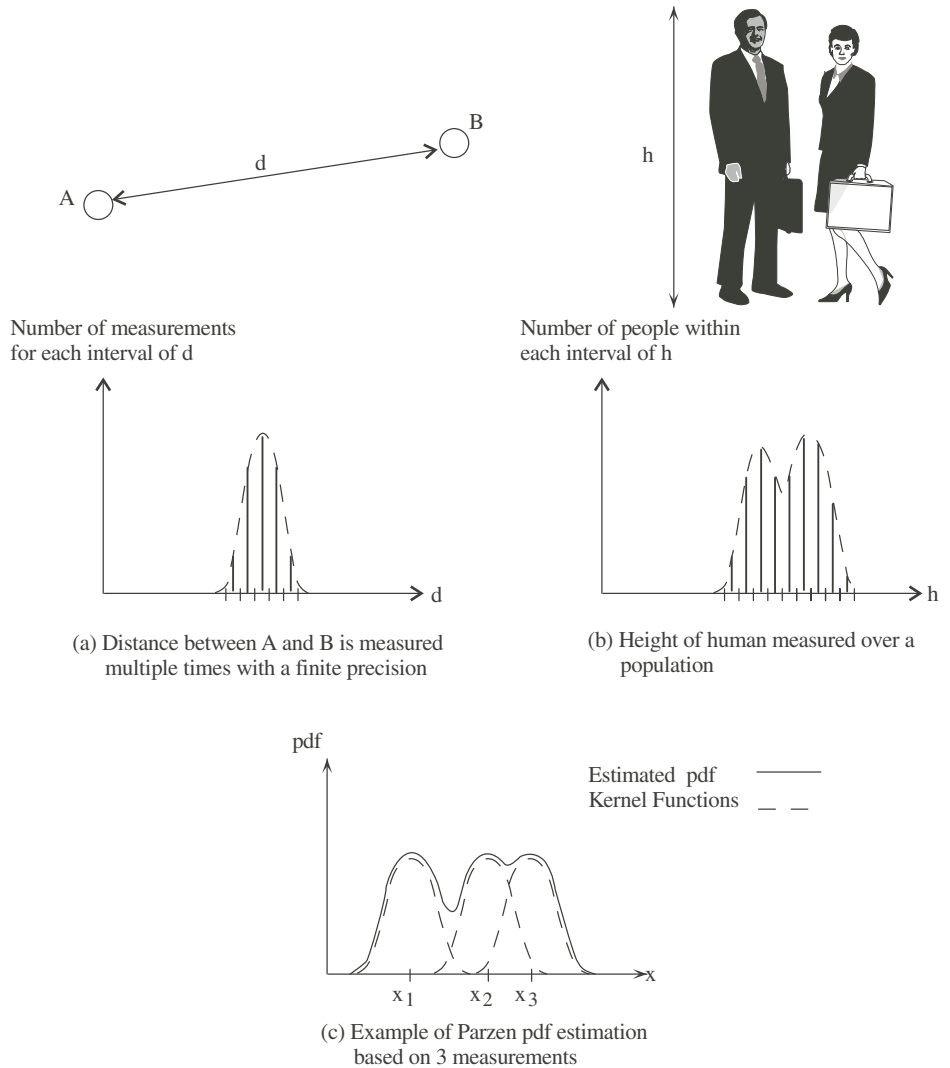 A
d
B
h
Number of measurements
for each interval of d
Number of people within
each interval of h
d
h
(a) Distance between A and B is measured
multiple times with a finite precision
(b) Height of human measured over a
population
pdf
Estimated pdf
Kernel Functions
x
x1
x2
x3
(c) Example of Parzen pdf estimation
based on 3 measurements